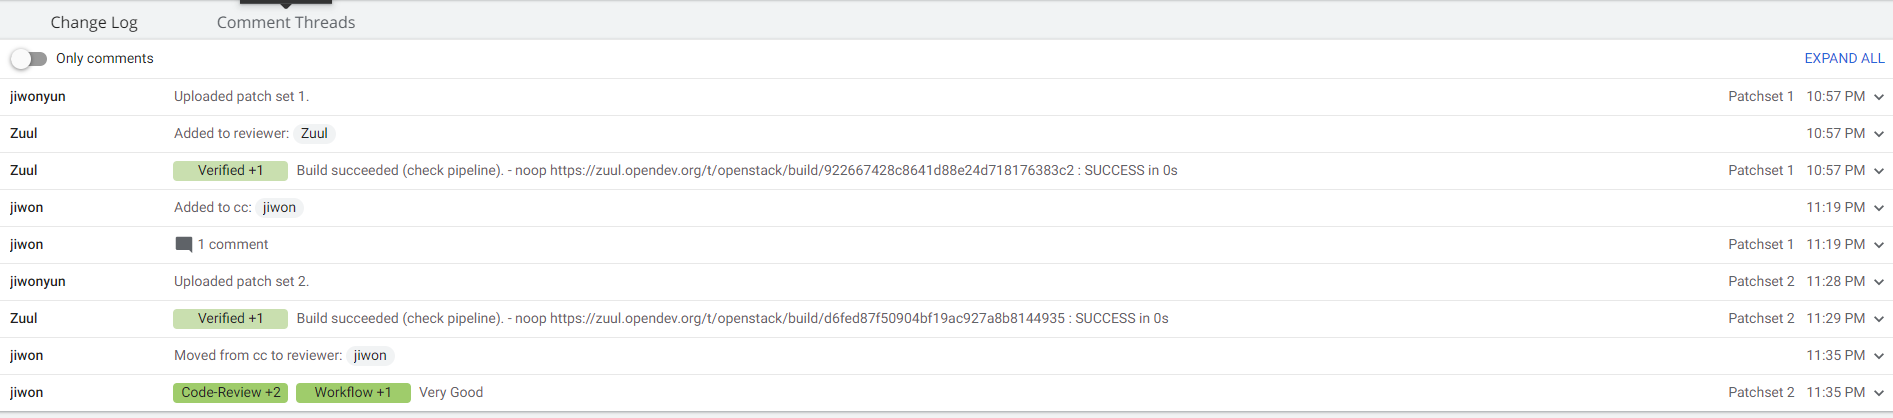 Change Log Comment Threads
Only comments EXPAND ALL
jiwonyun Uploaded patch set 1. Patchset 1 10:57 PM
Zuul Added to reviewer: Zuul 10:57 PM
Zuul Verified +1 Build succeeded (check pipeline). - noop https://zuul.opendev.org/t/openstack/build/922667428c8641d88e24d718176383c2 : SUCCESS in 0s Patchset 1 10:57 PM
jiwon Added to cc: jiwon 11:19 PM
jiwon 1 comment Patchset 1 11:19 PM
jiwonyun Uploaded patch set 2. Patchset 2 11:28 PM
Zuul Verified +1 Build succeeded (check pipeline). - noop https://zuul.opendev.org/t/openstack/build/d6fed87f50904bf19ac927a8b8144935 : SUCCESS in 0s Patchset 2 11:29 PM
jiwon Moved from cc to reviewer: jiwon 11:35 PM
jiwon Code-Review +2 Workflow +1 Very Good Patchset 2 11:35 PM